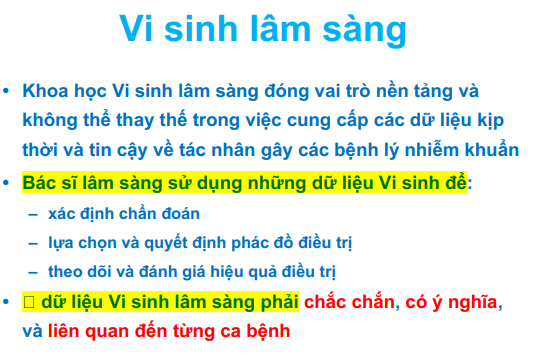 Vi sinh lâm sàng
• Khoa học Vi sinh lâm sàng đóng vai trò nền tảng và
không thể thay thế trong việc cung cấp các dữ liệu kịp
thời và tin cậy về tác nhân gây các bệnh lý nhiễm khuẩn
• Bác sĩ lâm sàng sử dụng những dữ liệu Vi sinh để:
– xác định chẩn đoán
– lựa chọn và quyết định phác đồ điều trị
– theo dõi và đánh giá hiệu quả điều trị
• □ dữ liệu Vi sinh lâm sàng phải chắc chắn, có ý nghĩa,
và liên quan đến từng ca bệnh